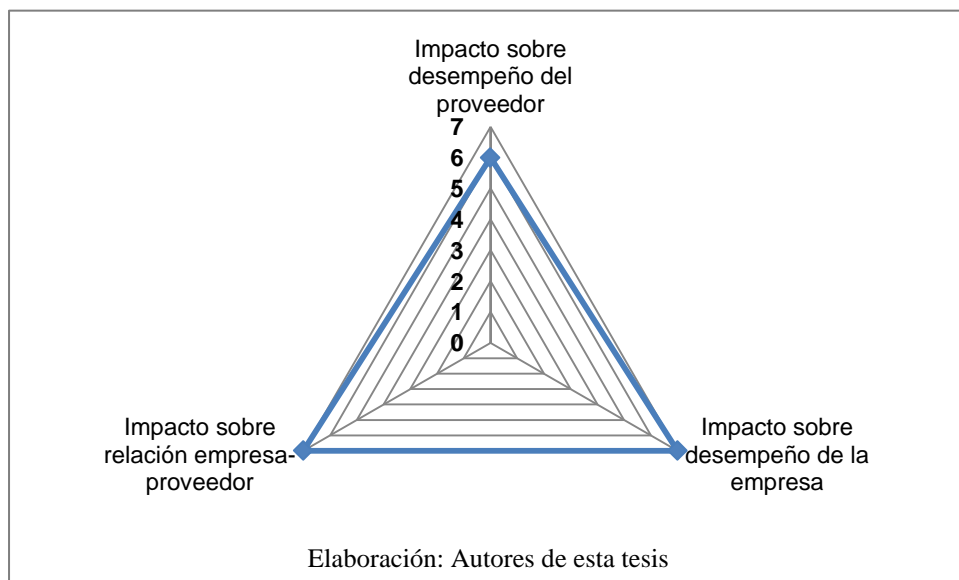 Impacto sobre
desempeño del
proveedor
7
6
5
4
3
2
1
0
Impacto sobre
relación empresa-
proveedor
Impacto sobre
desempeño de la
empresa
Elaboración: Autores de esta tesis